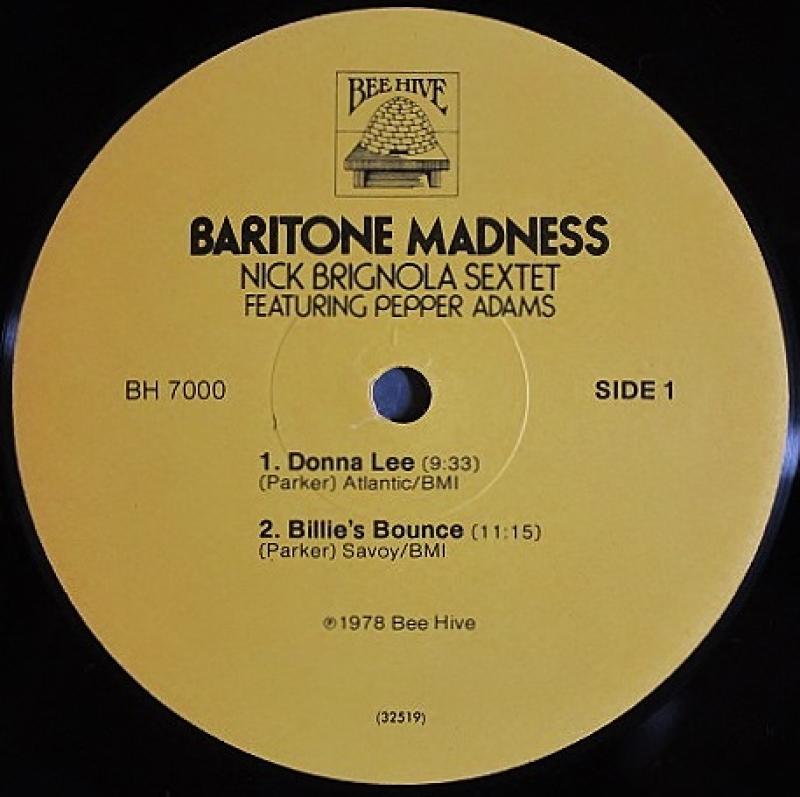 BEE HIVE
BARITONE MADNESS
NICK BRIGNOLA SEXTET
FEATURING PEPPER ADAMS
BH 7000
SIDE 1
1. Donna Lee (9:33)
(Parker) Atlantic/BMI
2. Billie's Bounce (11:15)
(Parker) Savoy/BMI
℗1978 Bee Hive
(32519)